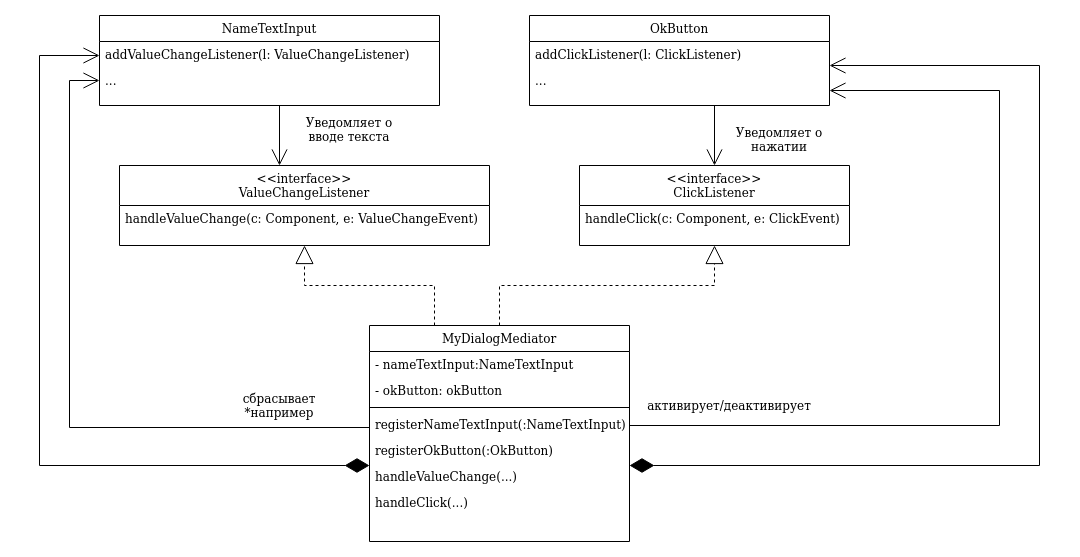 NameTextInput
addValueChangeListener(l: ValueChangeListener)
...
OkButton
addClickListener(l: ClickListener)
...
Уведомляет о
вводе текста
Уведомляет о
нажатии
<<interface>>
ValueChangeListener
handleValueChange(c: Component, e: ValueChangeEvent)
<<interface>>
ClickListener
handleClick(c: Component, e: ClickEvent)
MyDialogMediator
- nameTextInput:NameTextInput
- okButton: okButton
registerNameTextInput(:NameTextInput)
registerOkButton(:OkButton)
handleValueChange(...)
handleClick(...)
сбрасывает
*например
активирует/деактивирует